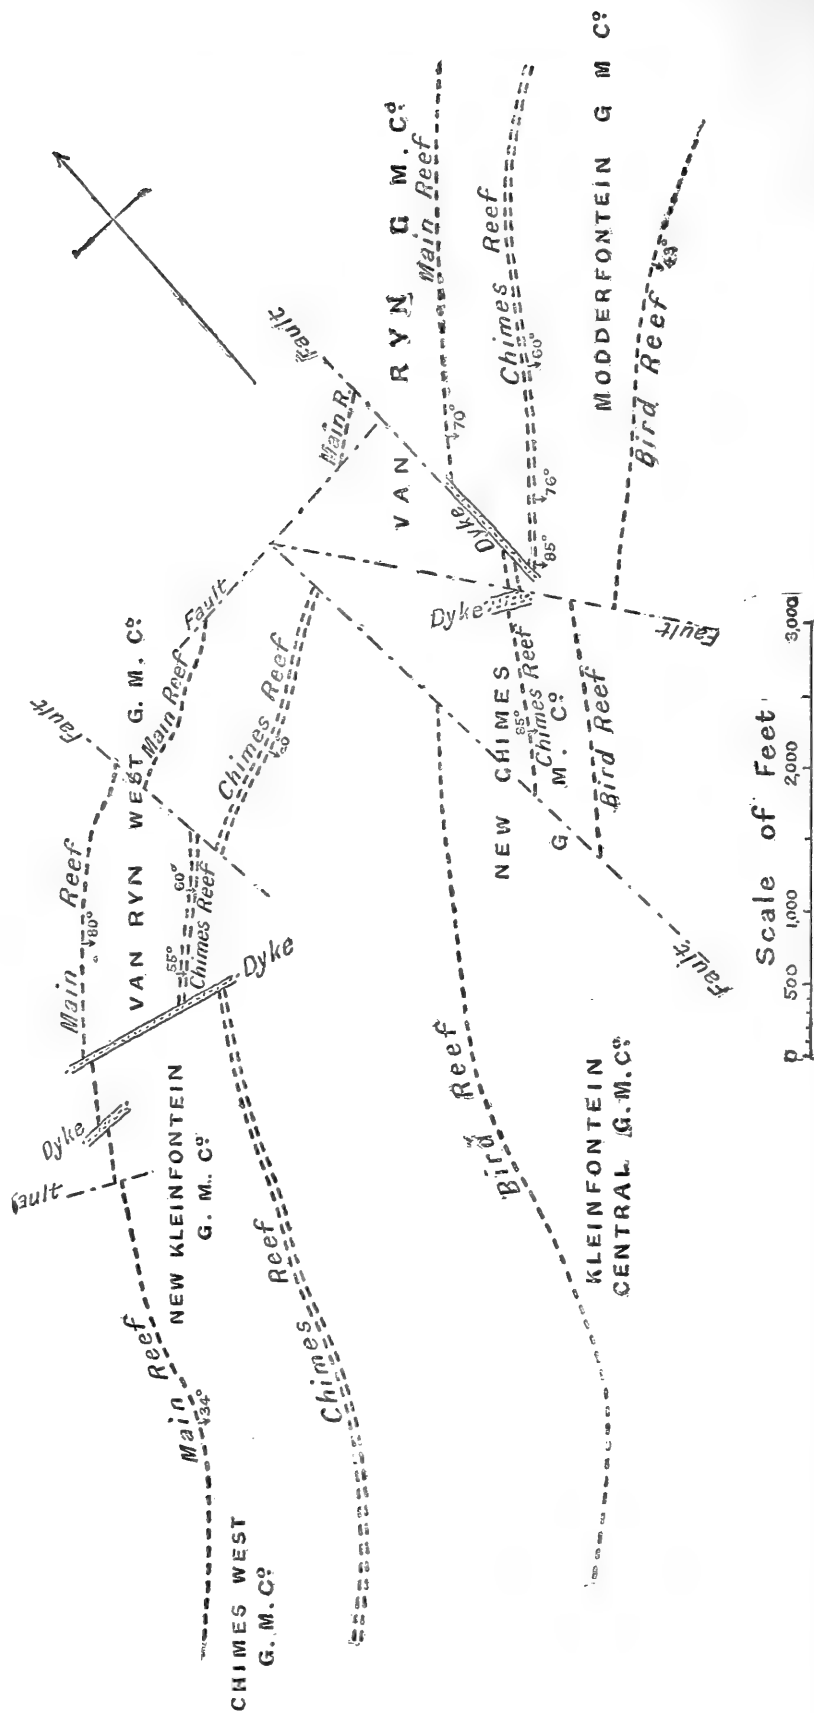 Fault
Main Reef
80°
Main Reef
VAN RYN WEST G. M. Cº
Fault
Main R.
Fault
VAN RYN G M. Cº
Main Reef
70°
Chimes Reef
60°
76°
85°
MODDERFONTEIN G M Cº
Bird Reef
Dyke
Dyke
Fault
Chimes Reef
60°
55°
Chimes Reef
Dyke
Dyke
Fault
NEW KLEINFONTEIN
G. M. Cº
Main Reef
34°
Chimes Reef
CHIMES WEST
G. M. Cº
NEW CHIMES
G. M. Cº
85°
Chimes Reef
Bird Reef
Fault
Bird Reef
KLEINFONTEIN
CENTRAL G. M. Cº
0 500 1,000 2,000 3,000
Scale of Feet